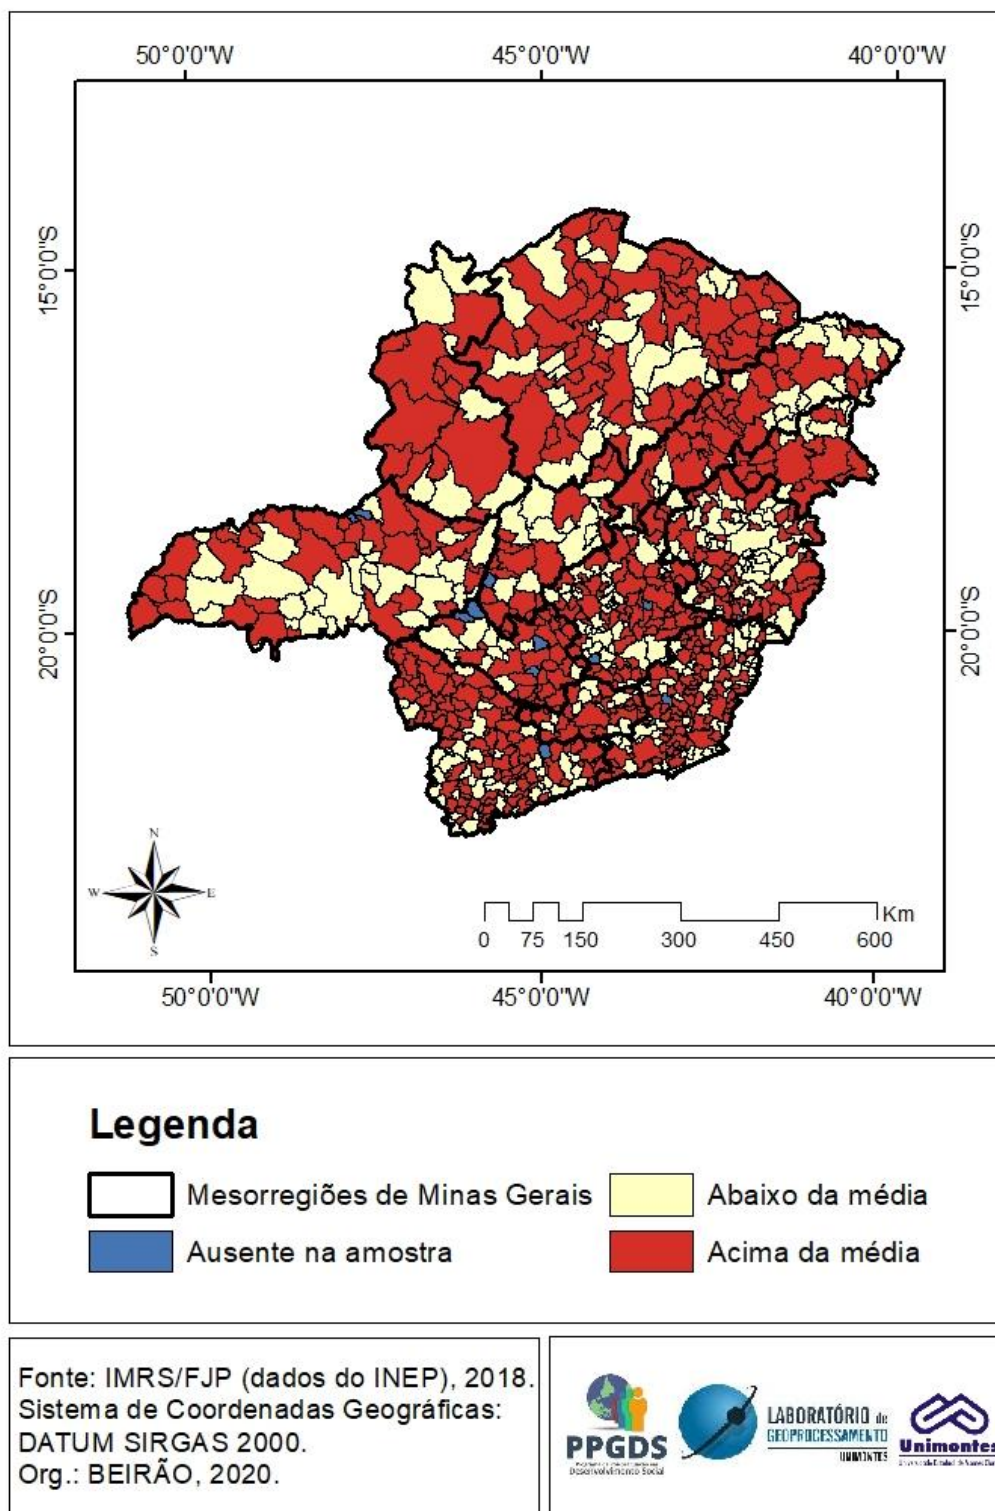 50°0'0"W 45°0'0"W 40°0'0"W
15°0'0"S 15°0'0"S
20°0'0"S 20°0'0"S
N
W E
S
Km
0 75 150 300 450 600
50°0'0"W 45°0'0"W 40°0'0"W
Legenda
Mesorregiões de Minas Gerais Abaixo da média
Ausente na amostra Acima da média
Fonte: IMRS/FJP (dados do INEP), 2018.
Sistema de Coordenadas Geográficas:
DATUM SIRGAS 2000.
Org.: BEIRÃO, 2020.
PPGDS
Desenvolvimento Social
LABORATÓRIO de
GEOPROCESSAMENTO
UNIMONTES
Unimontes